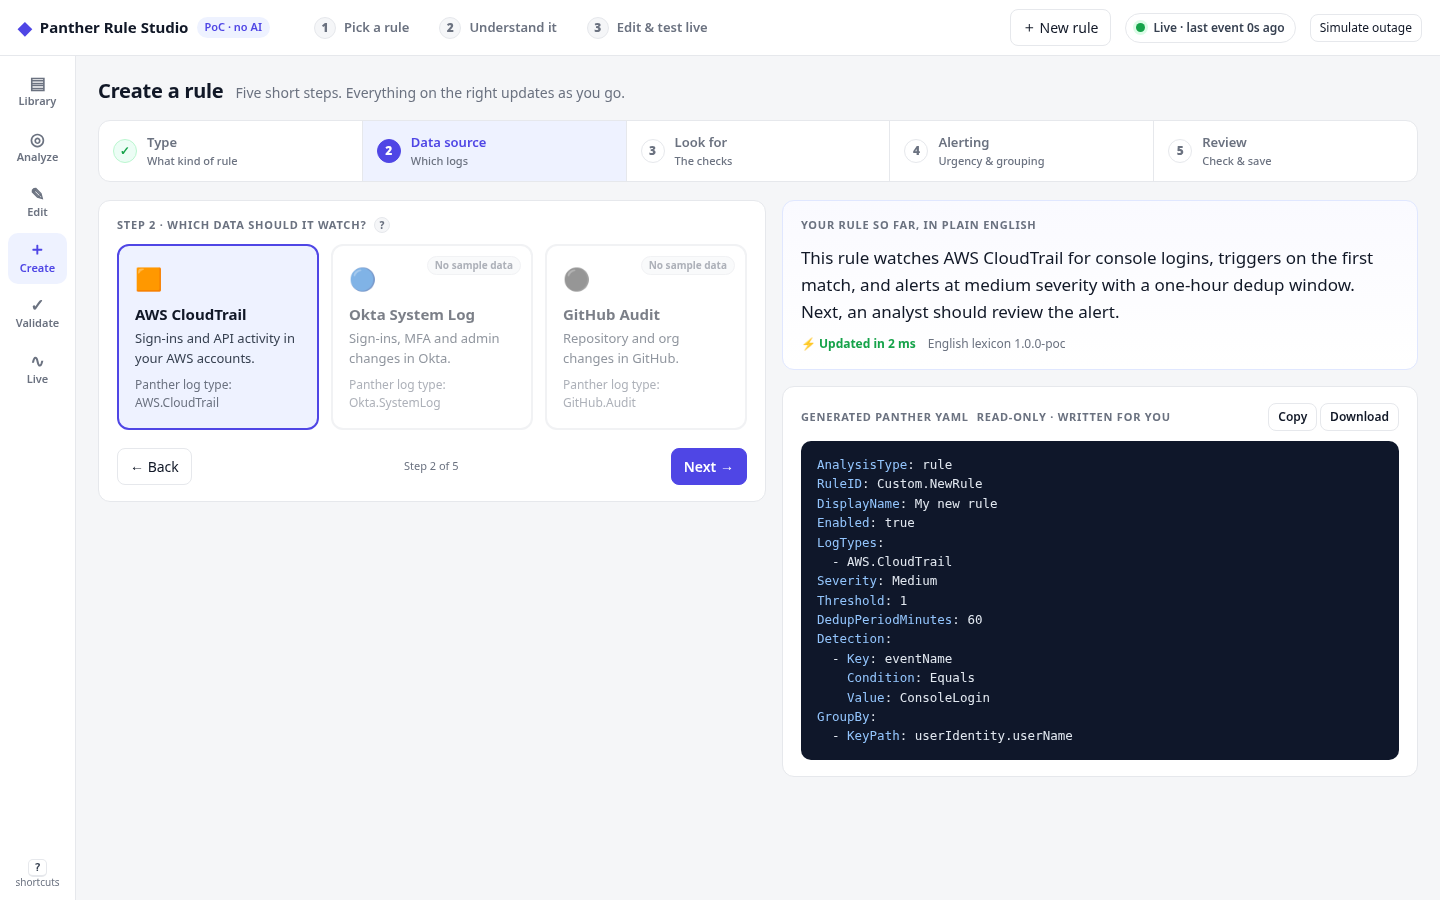 Panther Rule Studio
PoC · no AI
1 Pick a rule
2 Understand it
3 Edit & test live
+ New rule
Live · last event 0s ago
Simulate outage
Library
Analyze
Edit
Create
Validate
Live
? shortcuts
Create a rule
Five short steps. Everything on the right updates as you go.
✓ Type
What kind of rule
2 Data source
Which logs
3 Look for
The checks
4 Alerting
Urgency & grouping
5 Review
Check & save
STEP 2 · WHICH DATA SHOULD IT WATCH? ?
AWS CloudTrail
Sign-ins and API activity in
your AWS accounts.
Panther log type:
AWS.CloudTrail
No sample data
Okta System Log
Sign-ins, MFA and admin
changes in Okta.
Panther log type:
Okta.SystemLog
No sample data
GitHub Audit
Repository and org
changes in GitHub.
Panther log type:
GitHub.Audit
← Back
Step 2 of 5
Next →
YOUR RULE SO FAR, IN PLAIN ENGLISH
This rule watches AWS CloudTrail for console logins, triggers on the first
match, and alerts at medium severity with a one-hour dedup window.
Next, an analyst should review the alert.
⚡ Updated in 2 ms English lexicon 1.0.0-poc
GENERATED PANTHER YAML READ-ONLY · WRITTEN FOR YOU
Copy
Download
AnalysisType: rule
RuleID: Custom.NewRule
DisplayName: My new rule
Enabled: true
LogTypes:
  - AWS.CloudTrail
Severity: Medium
Threshold: 1
DedupPeriodMinutes: 60
Detection:
  - Key: eventName
    Condition: Equals
    Value: ConsoleLogin
GroupBy:
  - KeyPath: userIdentity.userName